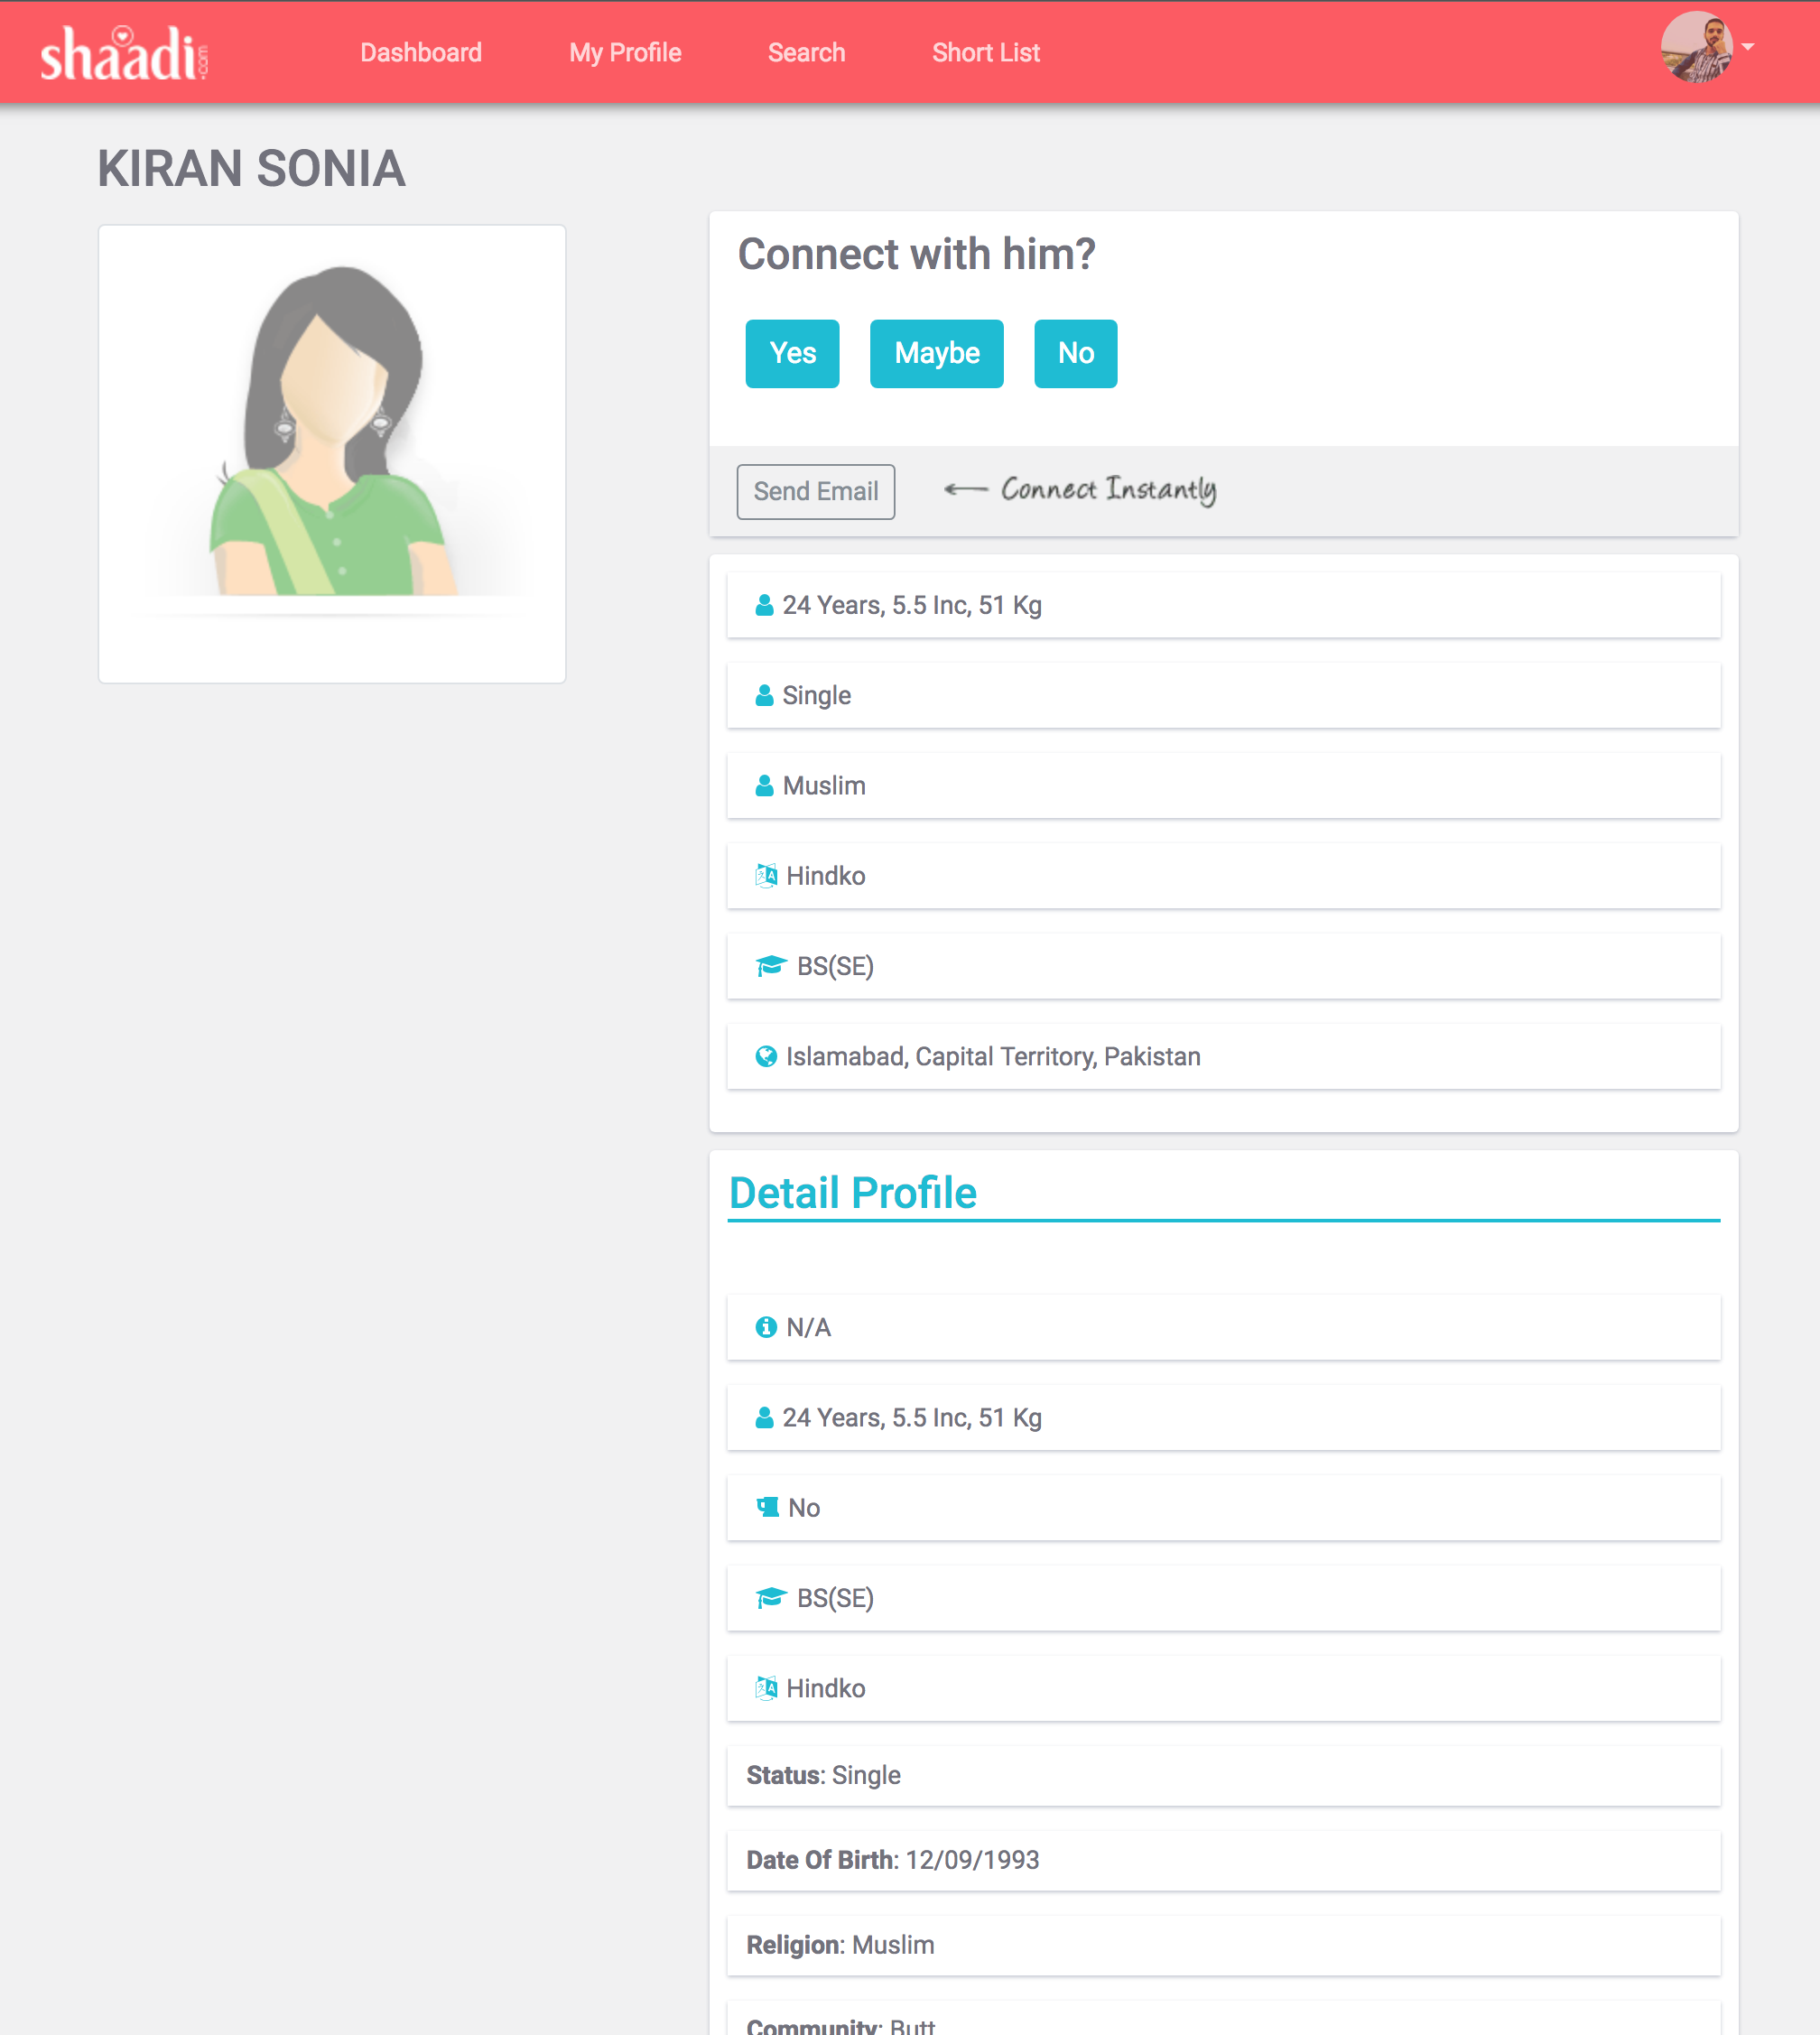 shaadi.com
Dashboard
My Profile
Search
Short List
KIRAN SONIA
Connect with him?
Yes
Maybe
No
Send Email
Connect Instantly
24 Years, 5.5 Inc, 51 Kg
Single
Muslim
Hindko
BS(SE)
Islamabad, Capital Territory, Pakistan
Detail Profile
N/A
24 Years, 5.5 Inc, 51 Kg
No
BS(SE)
Hindko
Status: Single
Date Of Birth: 12/09/1993
Religion: Muslim
Community: Butt